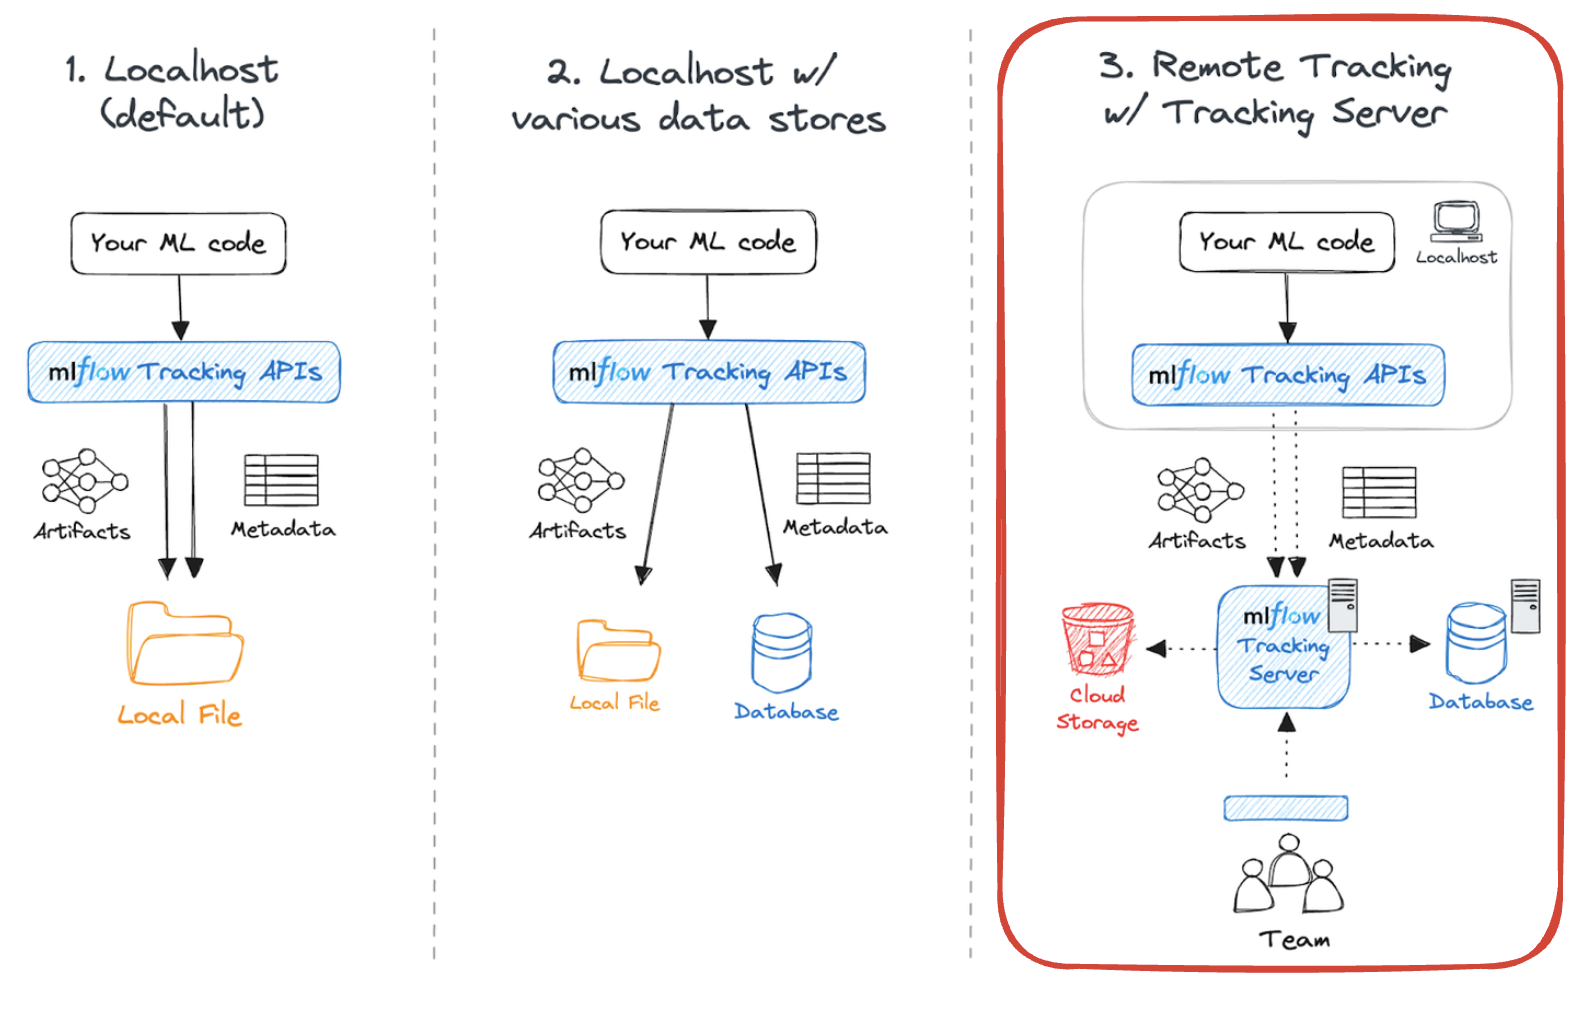 1. Localhost
(default)
Your ML code
mlflow Tracking APIs
Artifacts
Metadata
Local File
2. Localhost w/
various data stores
Your ML code
mlflow Tracking APIs
Artifacts
Metadata
Local File
Database
3. Remote Tracking
w/ Tracking Server
Your ML code
Localhost
mlflow Tracking APIs
Artifacts
Metadata
mlflow
Tracking
Server
Cloud
Storage
Database
Team